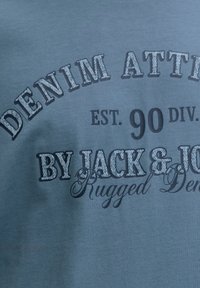 DENIM ATTI
EST. 90 DIV.
BY JACK & JO
Rugged Den